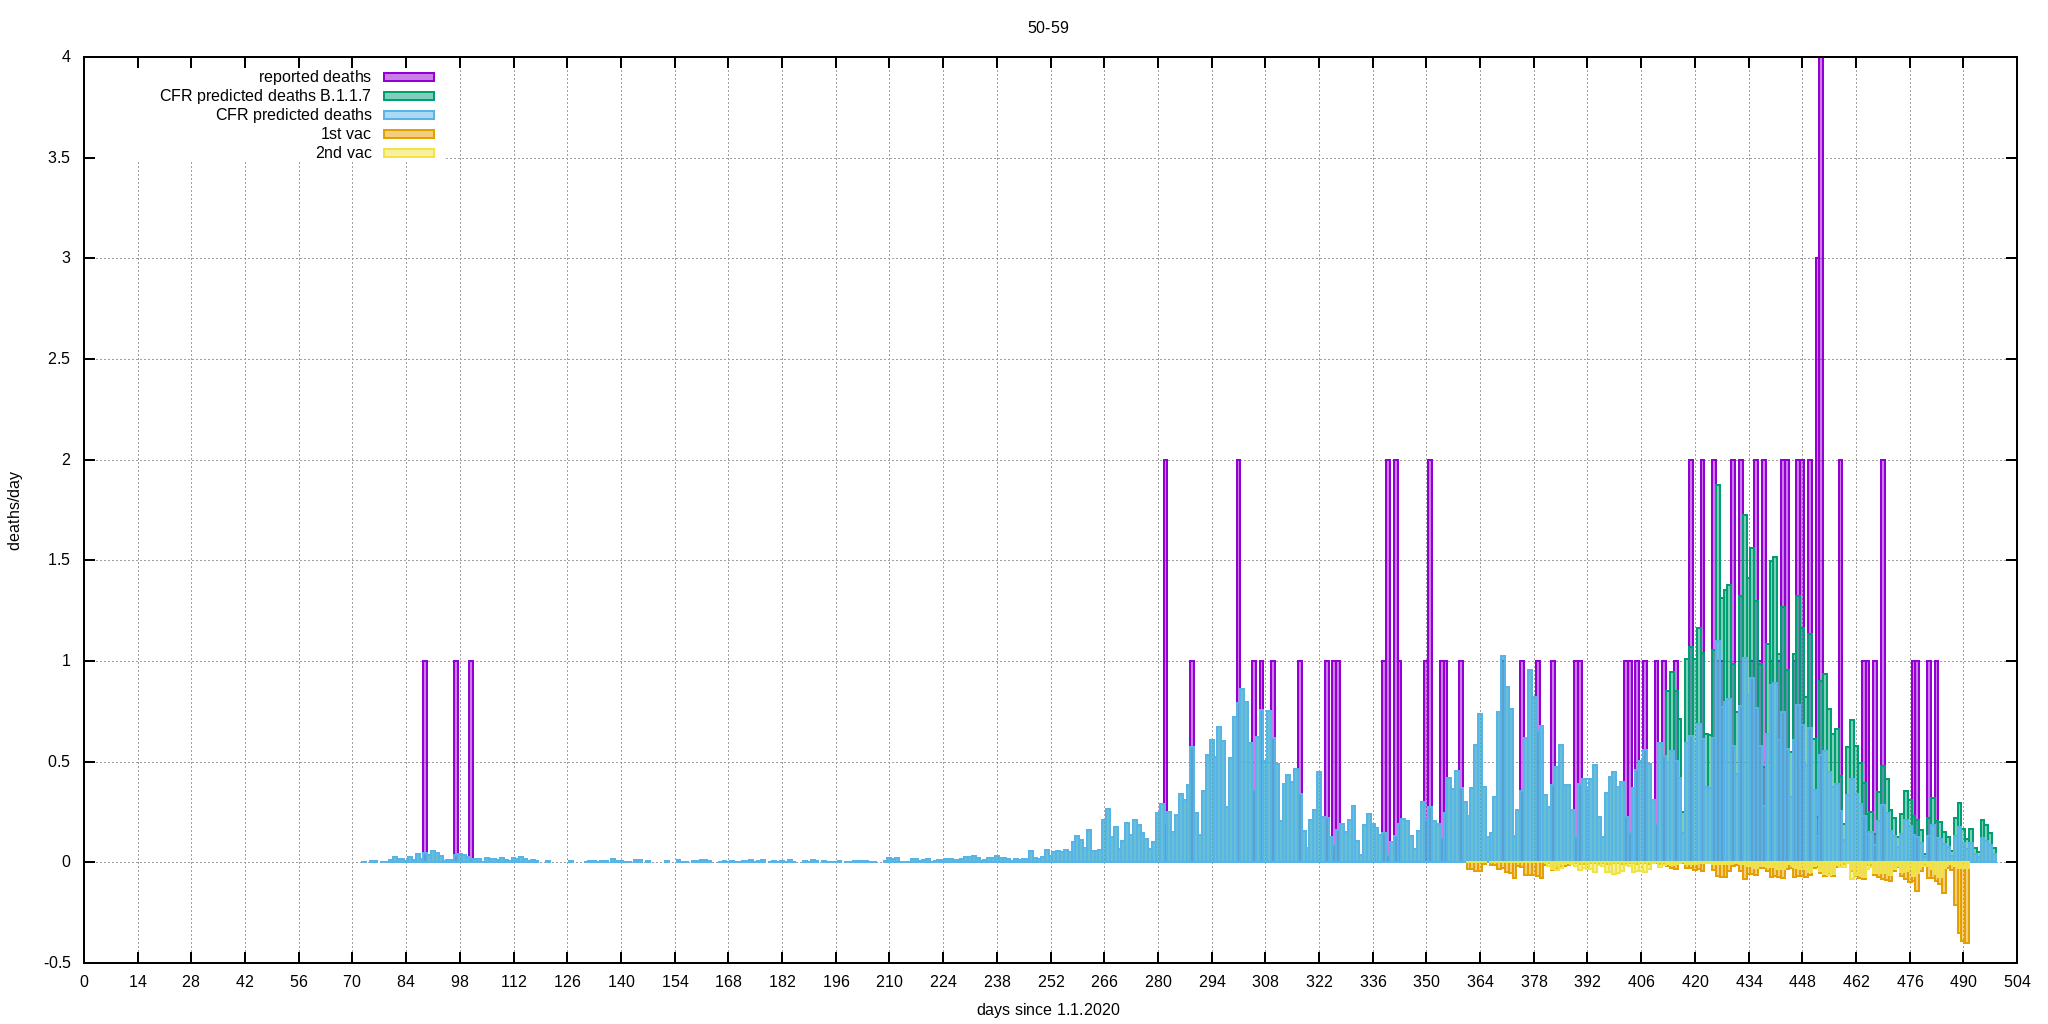 50-59
4
3.5
3
2.5
2
1.5
1
0.5
0
-0.5
deaths/day
reported deaths
CFR predicted deaths B.1.1.7
CFR predicted deaths
1st vac
2nd vac
0 14 28 42 56 70 84 98 112 126 140 154 168 182 196 210 224 238 252 266 280 294 308 322 336 350 364 378 392 406 420 434 448 462 476 490 504
days since 1.1.2020